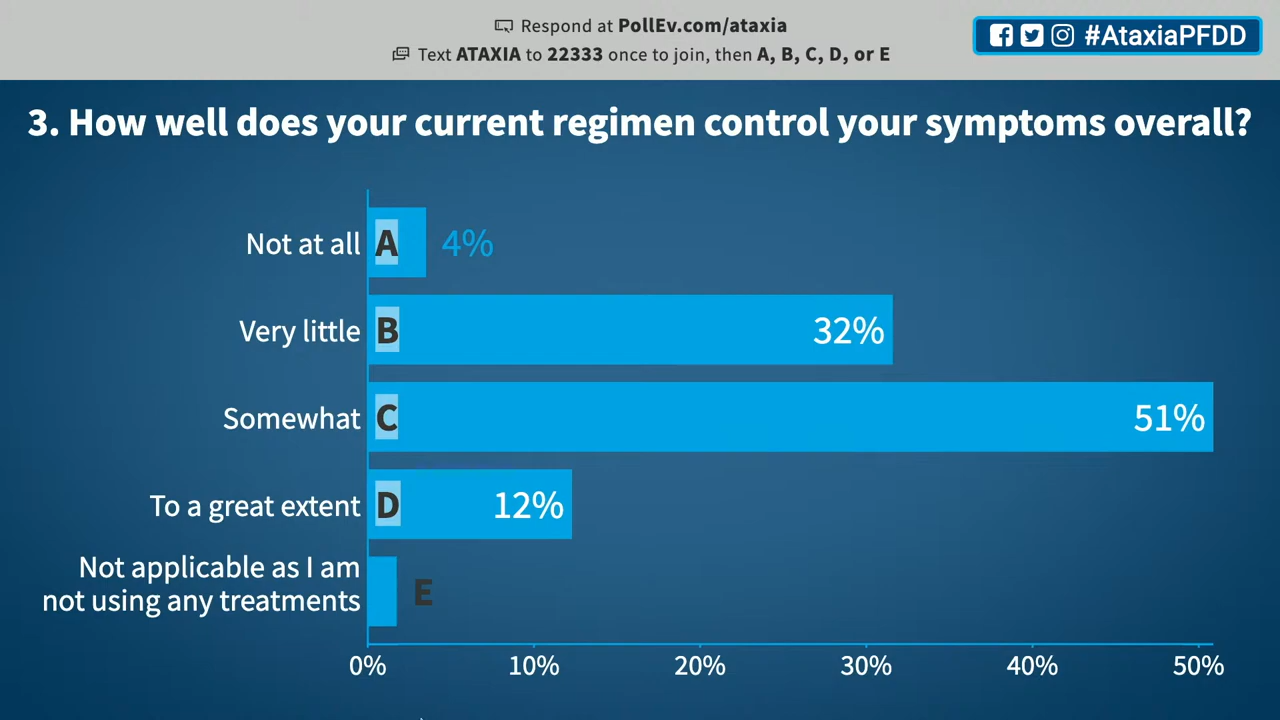 Respond at PollEv.com/ataxia
Text ATAXIA to 22333 once to join, then A, B, C, D, or E
#AtaxiaPFDD
3. How well does your current regimen control your symptoms overall?
Not at all A 4%
Very little B 32%
Somewhat C 51%
To a great extent D 12%
Not applicable as I am
not using any treatments E
0% 10% 20% 30% 40% 50%